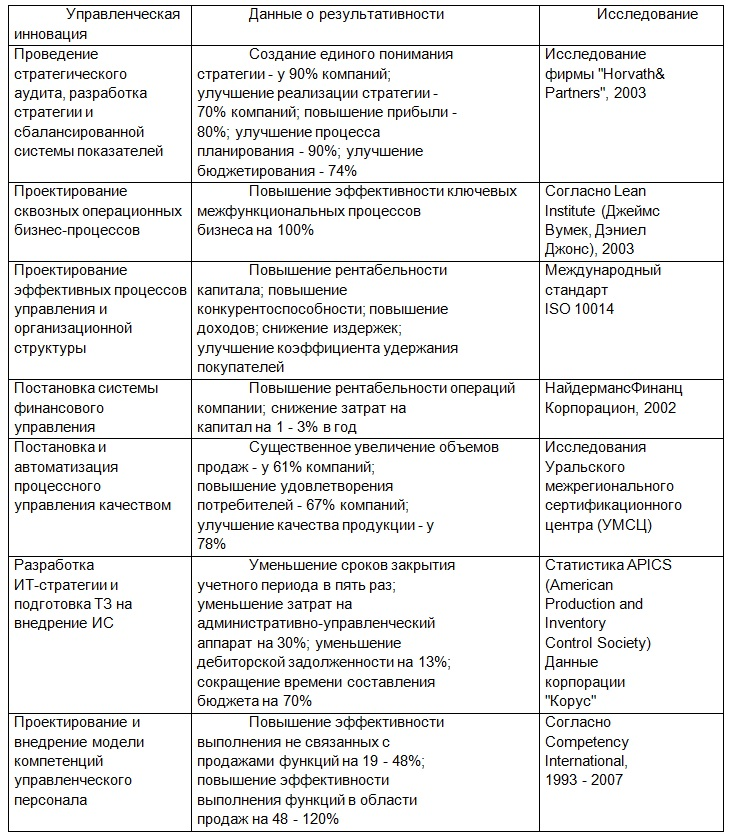 Управленческая
инновация
Данные о результативности
Исследование
Проведение
стратегического
аудита, разработка
стратегии и
сбалансированной
системы показателей
Создание единого понимания
стратегии - у 90% компаний;
улучшение реализации стратегии -
70% компаний; повышение прибыли -
80%; улучшение процесса
планирования - 90%; улучшение
бюджетирования - 74%
Исследование
фирмы "Horvath&
Partners", 2003
Проектирование
сквозных операционных
бизнес-процессов
Повышение эффективности ключевых
межфункциональных процессов
бизнеса на 100%
Согласно Lean
Institute (Джеймс
Вумек, Дэниел
Джонс), 2003
Проектирование
эффективных процессов
управления и
организационной
структуры
Повышение рентабельности
капитала; повышение
конкурентоспособности; повышение
доходов; снижение издержек;
улучшение коэффициента удержания
покупателей
Международный
стандарт
ISO 10014
Постановка системы
финансового
управления
Повышение рентабельности операций
компании; снижение затрат на
капитал на 1 - 3% в год
НайдермансФинанц
Корпорацион, 2002
Постановка и
автоматизация
процессного
управления качеством
Существенное увеличение объемов
продаж - у 61% компаний;
повышение удовлетворения
потребителей - 67% компаний;
улучшение качества продукции - у
78%
Исследования
Уральского
межрегионального
сертификационного
центра (УМСЦ)
Разработка
ИТ-стратегии и
подготовка ТЗ на
внедрение ИС
Уменьшение сроков закрытия
учетного периода в пять раз;
уменьшение затрат на
административно-управленческий
аппарат на 30%; уменьшение
дебиторской задолженности на 13%;
сокращение времени составления
бюджета на 70%
Статистика APICS
(American
Production and
Inventory
Control Society)
Данные
корпорации
"Корус"
Проектирование и
внедрение модели
компетенций
управленческого
персонала
Повышение эффективности
выполнения не связанных с
продажами функций на 19 - 48%;
повышение эффективности
выполнения функций в области
продаж на 48 - 120%
Согласно
Competency
International,
1993 - 2007